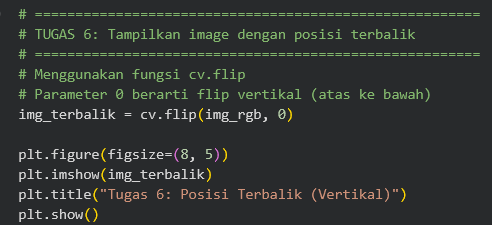 # ====================================================
# TUGAS 6: Tampilkan image dengan posisi terbalik
# ====================================================
# Menggunakan fungsi cv.flip
# Parameter 0 berarti flip vertikal (atas ke bawah)
img_terbalik = cv.flip(img_rgb, 0)

plt.figure(figsize=(8, 5))
plt.imshow(img_terbalik)
plt.title("Tugas 6: Posisi Terbalik (Vertikal)")
plt.show()